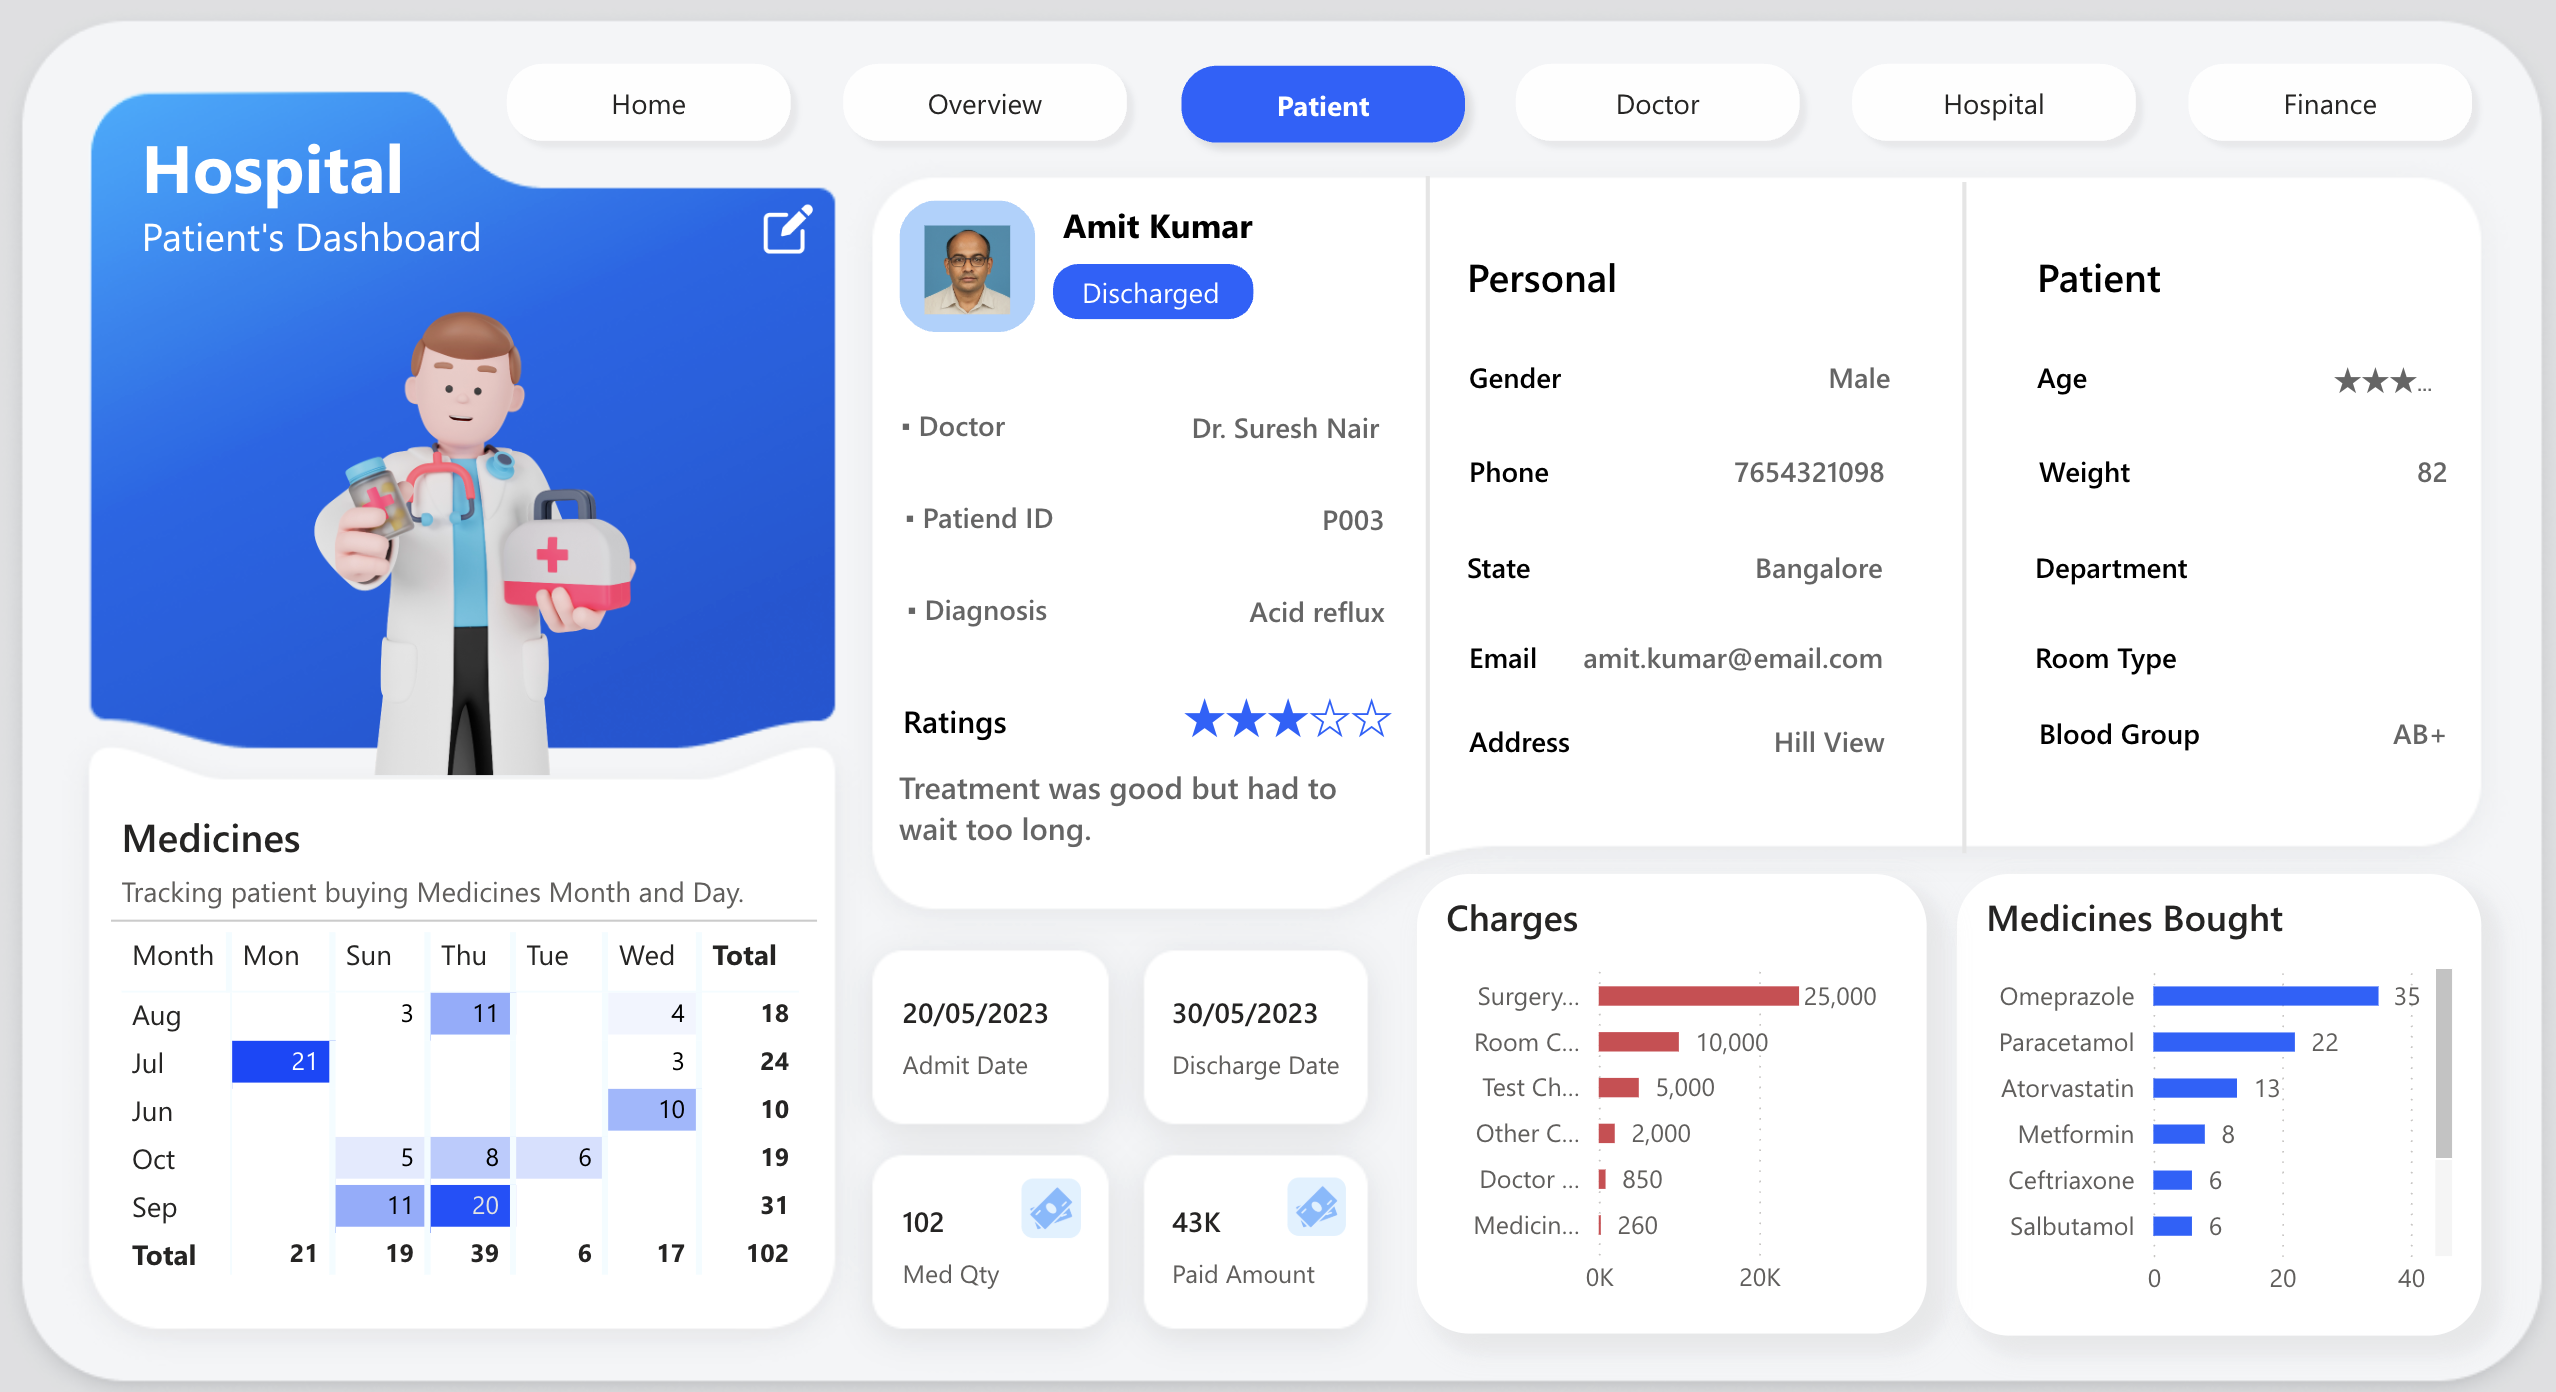 Home
Overview
Patient
Doctor
Hospital
Finance
Hospital
Patient's Dashboard
Amit Kumar
Discharged
▪ Doctor Dr. Suresh Nair
▪ Patiend ID P003
▪ Diagnosis Acid reflux
Ratings ★★★☆☆
Treatment was good but had to
wait too long.
Personal
Gender Male
Phone 7654321098
State Bangalore
Email amit.kumar@email.com
Address Hill View
Patient
Age ★★★...
Weight 82
Department
Room Type
Blood Group AB+
Medicines
Tracking patient buying Medicines Month and Day.
Month Mon Sun Thu Tue Wed Total
Aug 3 11 4 18
Jul 21 3 24
Jun 10 10
Oct 5 8 6 19
Sep 11 20 31
Total 21 19 39 6 17 102
20/05/2023
Admit Date
30/05/2023
Discharge Date
102
Med Qty
43K
Paid Amount
Charges
Surgery... 25,000
Room C... 10,000
Test Ch... 5,000
Other C... 2,000
Doctor ... 850
Medicin... 260
0K 20K
Medicines Bought
Omeprazole 35
Paracetamol 22
Atorvastatin 13
Metformin 8
Ceftriaxone 6
Salbutamol 6
0 20 40